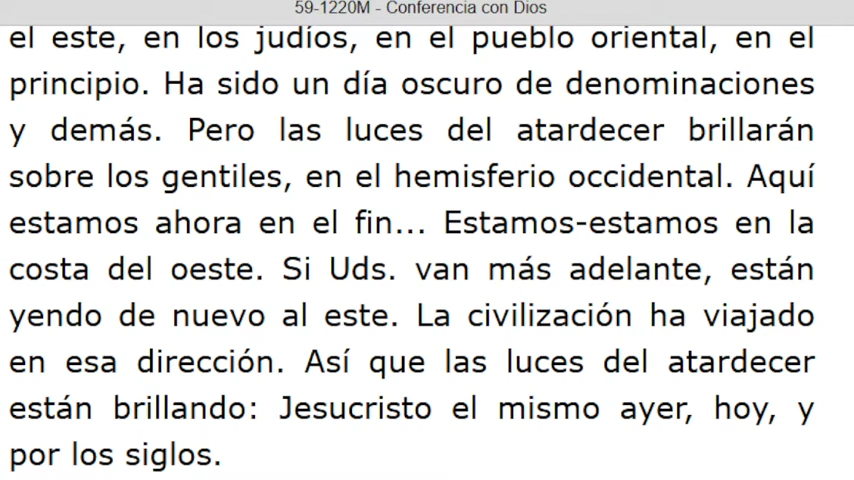 59-1220M - Conferencia con Dios
el este, en los judíos, en el pueblo oriental, en el
principio. Ha sido un día oscuro de denominaciones
y demás. Pero las luces del atardecer brillarán
sobre los gentiles, en el hemisferio occidental. Aquí
estamos ahora en el fin... Estamos-estamos en la
costa del oeste. Si Uds. van más adelante, están
yendo de nuevo al este. La civilización ha viajado
en esa dirección. Así que las luces del atardecer
están brillando: Jesucristo el mismo ayer, hoy, y
por los siglos.